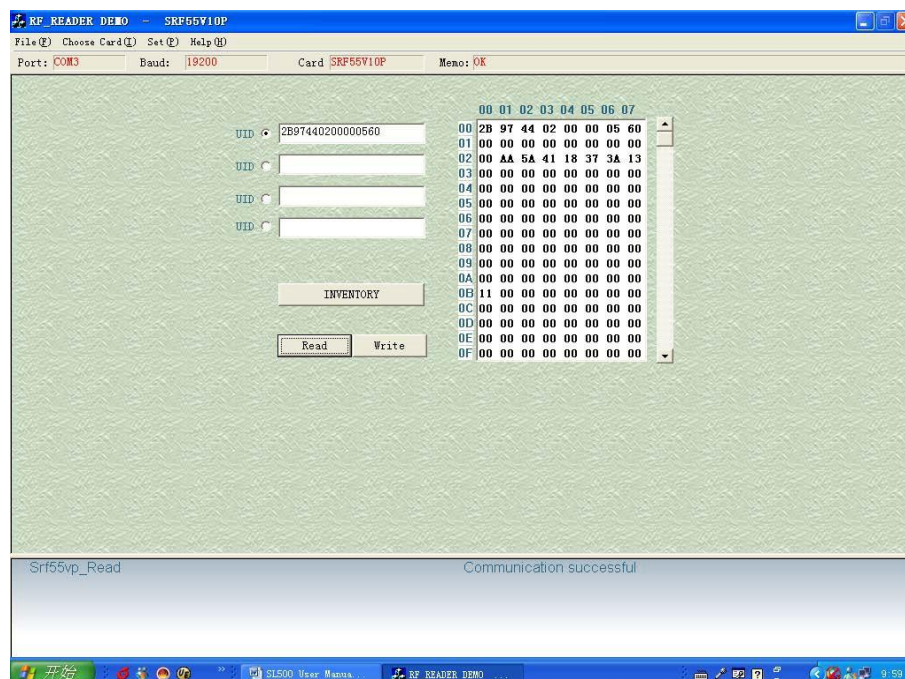 RF_READER DEMO － SRF55V10P
File(F) Choose Card(I) Set(P) Help(H)
Port: COM3 Baud: 19200 Card SRF55V10P Memo: OK
00 01 02 03 04 05 06 07
UID 2B97440200000560
UID
UID
UID
00 2B 97 44 02 00 00 05 60
01 00 00 00 00 00 00 00 00
02 00 AA 5A 41 18 37 3A 13
03 00 00 00 00 00 00 00 00
04 00 00 00 00 00 00 00 00
05 00 00 00 00 00 00 00 00
06 00 00 00 00 00 00 00 00
07 00 00 00 00 00 00 00 00
08 00 00 00 00 00 00 00 00
09 00 00 00 00 00 00 00 00
0A 00 00 00 00 00 00 00 00
0B 11 00 00 00 00 00 00 00
0C 00 00 00 00 00 00 00 00
0D 00 00 00 00 00 00 00 00
0E 00 00 00 00 00 00 00 00
0F 00 00 00 00 00 00 00 00
INVENTORY
Read Write
Srf55vp_Read Communication successful
开始 SL500 User Manua... RF_READER DEMO ... 9:59